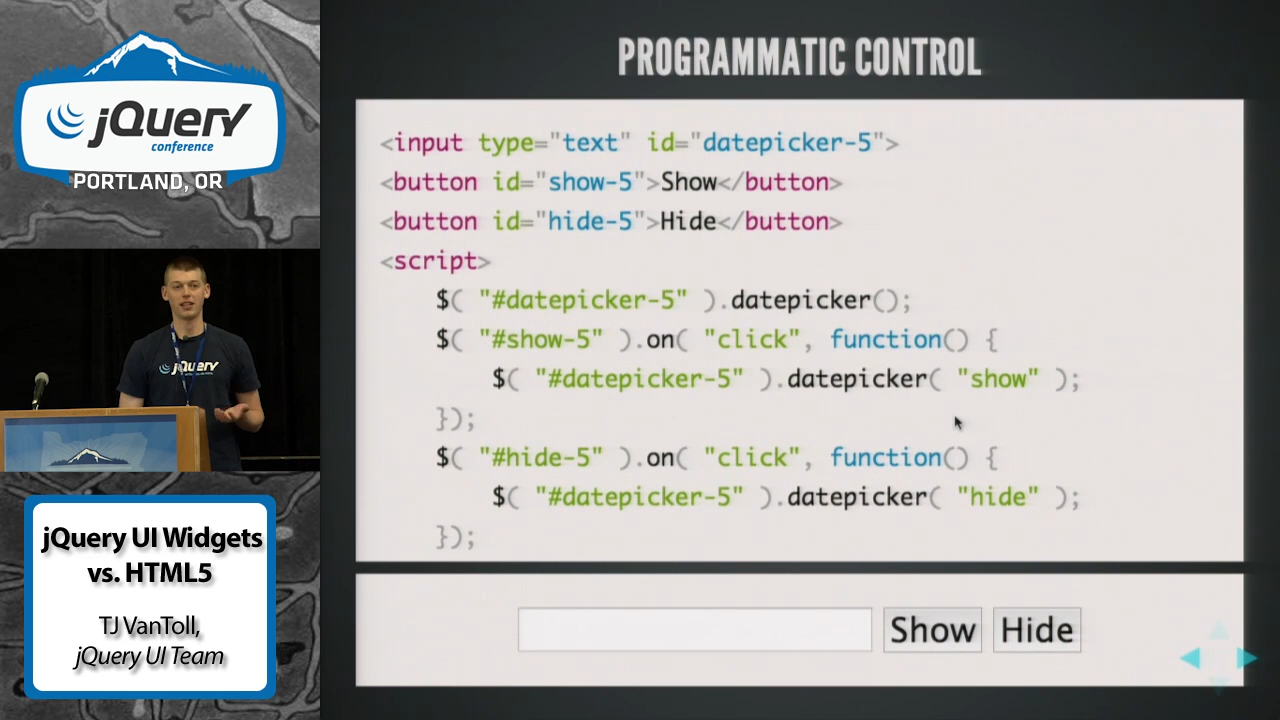 jQuery
conference
PORTLAND, OR
jQuery
jQuery UI Widgets
vs. HTML5
TJ VanToll,
jQuery UI Team
PROGRAMMATIC CONTROL
<input type="text" id="datepicker-5">
<button id="show-5">Show</button>
<button id="hide-5">Hide</button>
<script>
$( "#datepicker-5" ).datepicker();
$( "#show-5" ).on( "click", function() {
$( "#datepicker-5" ).datepicker( "show" );
});
$( "#hide-5" ).on( "click", function() {
$( "#datepicker-5" ).datepicker( "hide" );
});
Show Hide